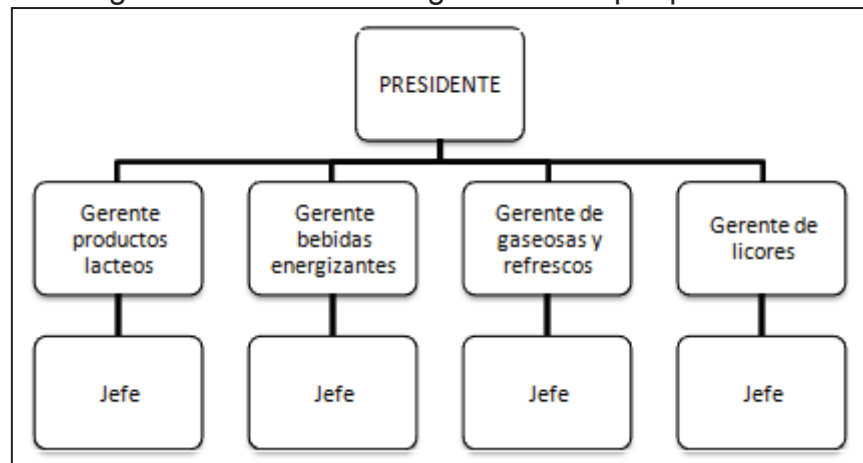 PRESIDENTE
Gerente
productos
lacteos
Gerente
bebidas
energizantes
Gerente de
gaseosas y
refrescos
Gerente de
licores
Jefe
Jefe
Jefe
Jefe